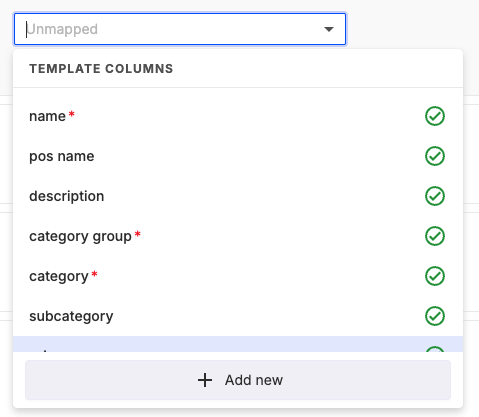 Unmapped
TEMPLATE COLUMNS
name*
pos name
description
category group*
category*
subcategory
Add new